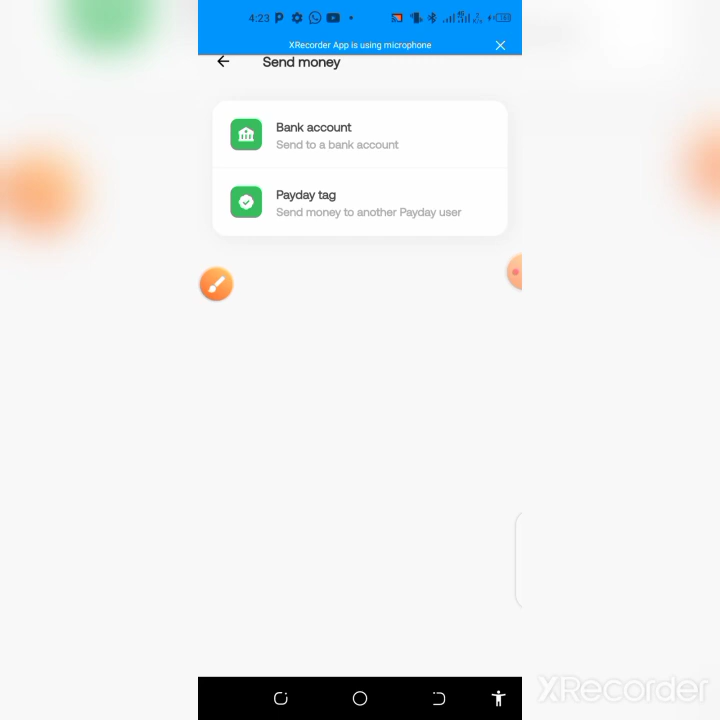 4:23
XRecorder App is using microphone
Send money
Bank account
Send to a bank account
Payday tag
Send money to another Payday user
XRecorder